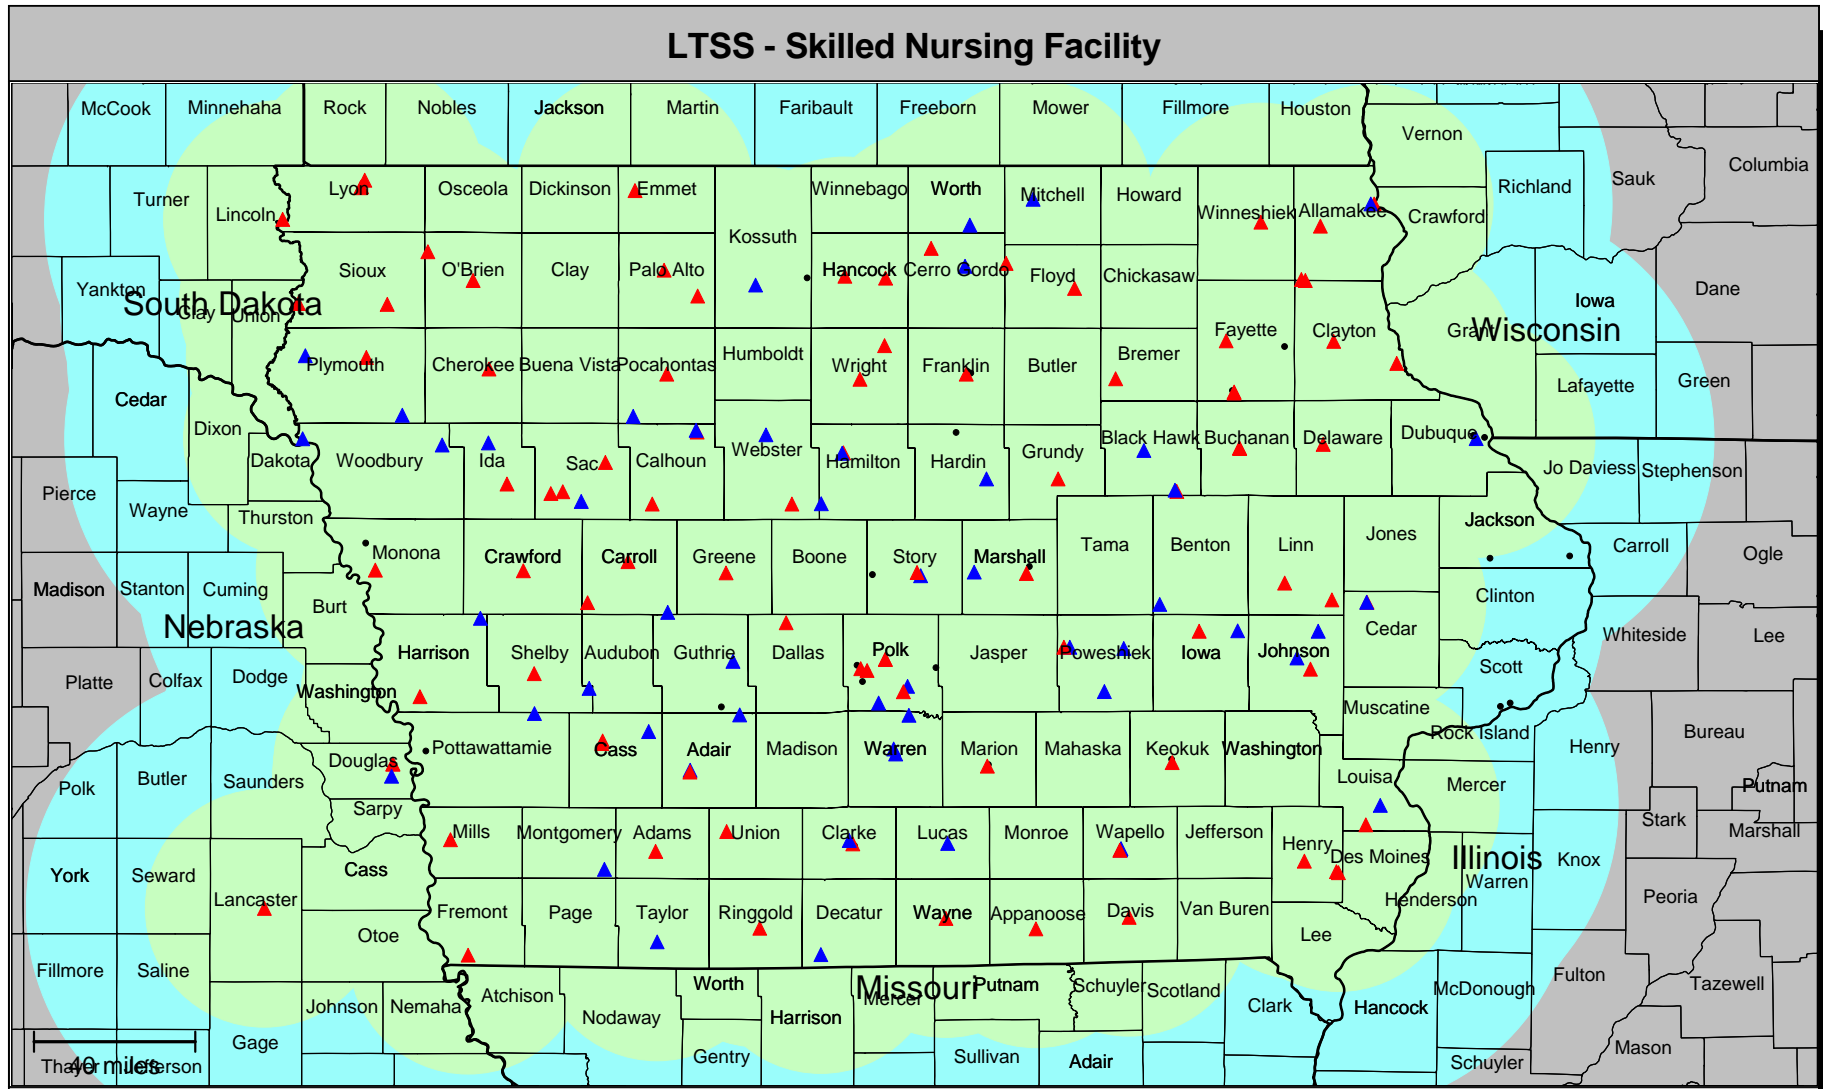 LTSS - Skilled Nursing Facility
McCook Minnehaha Rock Nobles Jackson Martin Faribault Freeborn Mower Fillmore Houston
Vernon
Columbia
Turner Lincoln Lyon Osceola Dickinson Emmet Winnebago Worth Mitchell Howard Winneshiek Allamakee Crawford Richland Sauk
Kossuth
Yankton Clay Union Sioux O'Brien Clay Palo Alto Hancock Cerro Gordo Floyd Chickasaw Iowa Dane
South Dakota
Fayette Clayton Grant
Wisconsin
Cedar Plymouth Cherokee Buena Vista Pocahontas Humboldt Wright Franklin Butler Bremer Lafayette Green
Dixon
Dakota Woodbury Ida Sac Calhoun Webster Hamilton Hardin Grundy Black Hawk Buchanan Delaware Dubuque
Jo Daviess Stephenson
Pierce Wayne Thurston
Monona Crawford Carroll Greene Boone Story Marshall Tama Benton Linn Jones Jackson Carroll Ogle
Madison Stanton Cuming Burt Clinton
Nebraska
Whiteside Lee
Harrison Shelby Audubon Guthrie Dallas Polk Jasper Poweshiek Iowa Johnson Cedar Scott
Platte Colfax Dodge Washington
Muscatine
Rock Island Henry Bureau
Douglas Pottawattamie Cass Adair Madison Warren Marion Mahaska Keokuk Washington
Polk Butler Saunders Sarpy Louisa Mercer Putnam
Stark Marshall
Mills Montgomery Adams Union Clarke Lucas Monroe Wapello Jefferson Henry Des Moines
Illinois
Knox
York Seward Cass Warren
Lancaster Henderson Peoria
Fremont Page Taylor Ringgold Decatur Wayne Appanoose Davis Van Buren Lee
Otoe
Fillmore Saline Fulton Tazewell
Johnson Nemaha Atchison Nodaway Worth Harrison Mercer Putnam Schuyler Scotland Clark Hancock McDonough
Missouri
Gage Gentry Sullivan Adair Schuyler Mason
Thayer Jefferson
40 miles